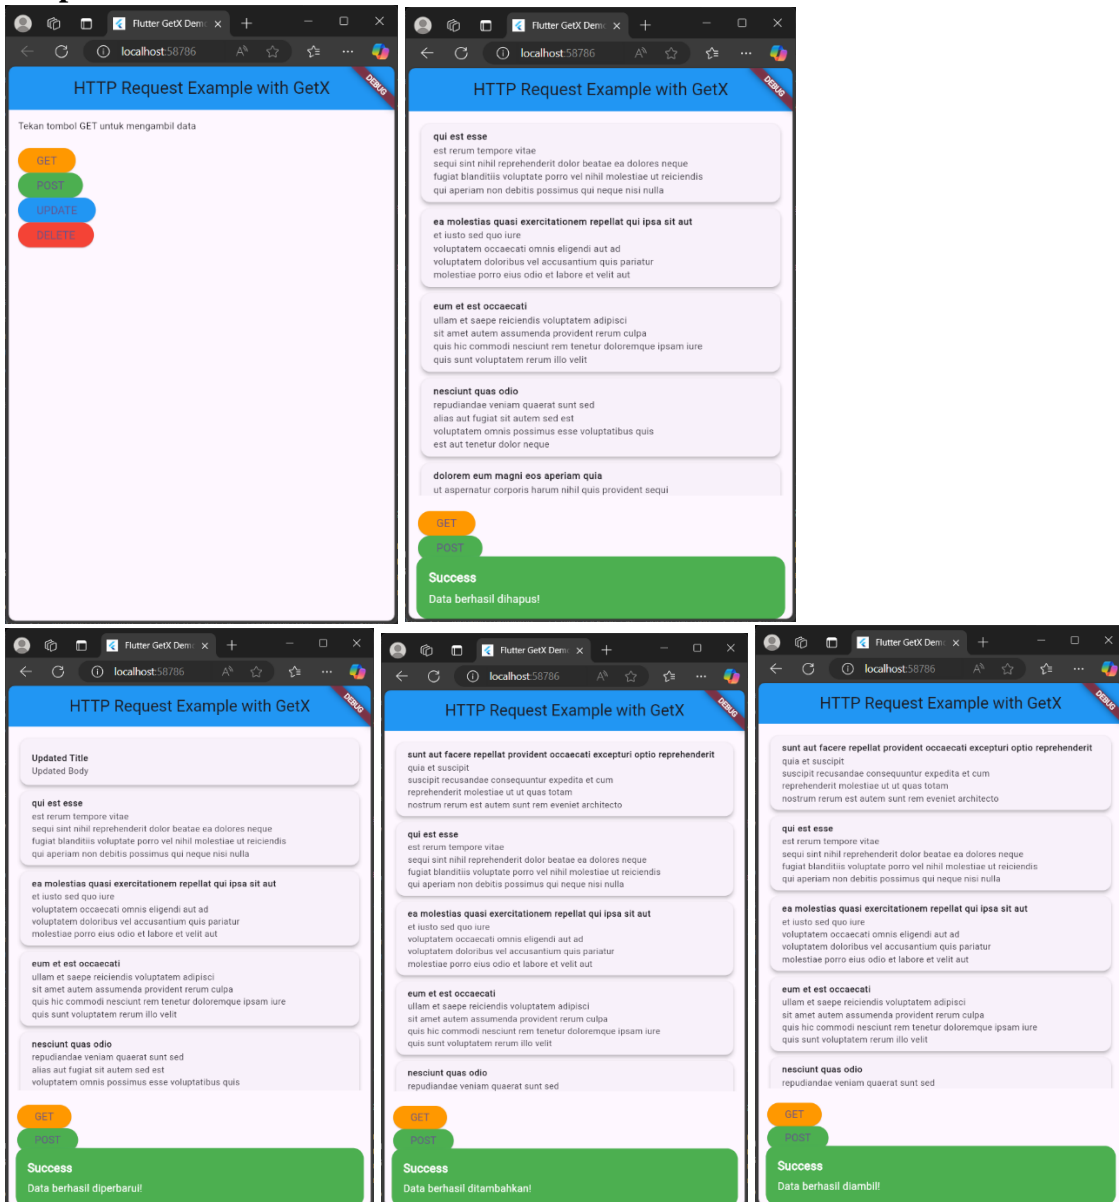 Flutter GetX Dem
localhost:58786
HTTP Request Example with GetX
DEBUG
Tekan tombol GET untuk mengambil data
GET
POST
UPDATE
DELETE
Flutter GetX Dem
localhost:58786
HTTP Request Example with GetX
DEBUG
qui est esse
est rerum tempore vitae
sequi sint nihil reprehenderit dolor beatae ea dolores neque
fugiat blanditiis voluptate porro vel nihil molestiae ut reiciendis
qui aperiam non debitis possimus qui neque nisi nulla
ea molestias quasi exercitationem repellat qui ipsa sit aut
et iusto sed quo iure
voluptatem occaecati omnis eligendi aut ad
voluptatem doloribus vel accusantium quis pariatur
molestiae porro eius odio et labore et velit aut
eum et est occaecati
ullam et saepe reiciendis voluptatem adipisci
sit amet autem assumenda provident rerum culpa
quis hic commodi nesciunt rem tenetur doloremque ipsam iure
quis sunt voluptatem rerum illo velit
nesciunt quas odio
repudiandae veniam quaerat sunt sed
alias aut fugiat sit autem sed est
voluptatem omnis possimus esse voluptatibus quis
est aut tenetur dolor neque
dolorem eum magni eos aperiam quia
ut aspernatur corporis harum nihil quis provident sequi
GET
POST
Success
Data berhasil dihapus!
Flutter GetX Dem
localhost:58786
HTTP Request Example with GetX
DEBUG
Updated Title
Updated Body
qui est esse
est rerum tempore vitae
sequi sint nihil reprehenderit dolor beatae ea dolores neque
fugiat blanditiis voluptate porro vel nihil molestiae ut reiciendis
qui aperiam non debitis possimus qui neque nisi nulla
ea molestias quasi exercitationem repellat qui ipsa sit aut
et iusto sed quo iure
voluptatem occaecati omnis eligendi aut ad
voluptatem doloribus vel accusantium quis pariatur
molestiae porro eius odio et labore et velit aut
eum et est occaecati
ullam et saepe reiciendis voluptatem adipisci
sit amet autem assumenda provident rerum culpa
quis hic commodi nesciunt rem tenetur doloremque ipsam iure
quis sunt voluptatem rerum illo velit
nesciunt quas odio
repudiandae veniam quaerat sunt sed
alias aut fugiat sit autem sed est
voluptatem omnis possimus esse voluptatibus quis
GET
POST
Success
Data berhasil diperbarui!
Flutter GetX Dem
localhost:58786
HTTP Request Example with GetX
DEBUG
sunt aut facere repellat provident occaecati excepturi optio reprehenderit
quia et suscipit
suscipit recusandae consequuntur expedita et cum
reprehenderit molestiae ut ut quas totam
nostrum rerum est autem sunt rem eveniet architecto
qui est esse
est rerum tempore vitae
sequi sint nihil reprehenderit dolor beatae ea dolores neque
fugiat blanditiis voluptate porro vel nihil molestiae ut reiciendis
qui aperiam non debitis possimus qui neque nisi nulla
ea molestias quasi exercitationem repellat qui ipsa sit aut
et iusto sed quo iure
voluptatem occaecati omnis eligendi aut ad
voluptatem doloribus vel accusantium quis pariatur
molestiae porro eius odio et labore et velit aut
eum et est occaecati
ullam et saepe reiciendis voluptatem adipisci
sit amet autem assumenda provident rerum culpa
quis hic commodi nesciunt rem tenetur doloremque ipsam iure
quis sunt voluptatem rerum illo velit
nesciunt quas odio
repudiandae veniam quaerat sunt sed
GET
POST
Success
Data berhasil ditambahkan!
Flutter GetX Dem
localhost:58786
HTTP Request Example with GetX
DEBUG
sunt aut facere repellat provident occaecati excepturi optio reprehenderit
quia et suscipit
suscipit recusandae consequuntur expedita et cum
reprehenderit molestiae ut ut quas totam
nostrum rerum est autem sunt rem eveniet architecto
qui est esse
est rerum tempore vitae
sequi sint nihil reprehenderit dolor beatae ea dolores neque
fugiat blanditiis voluptate porro vel nihil molestiae ut reiciendis
qui aperiam non debitis possimus qui neque nisi nulla
ea molestias quasi exercitationem repellat qui ipsa sit aut
et iusto sed quo iure
voluptatem occaecati omnis eligendi aut ad
voluptatem doloribus vel accusantium quis pariatur
molestiae porro eius odio et labore et velit aut
eum et est occaecati
ullam et saepe reiciendis voluptatem adipisci
sit amet autem assumenda provident rerum culpa
quis hic commodi nesciunt rem tenetur doloremque ipsam iure
quis sunt voluptatem rerum illo velit
nesciunt quas odio
repudiandae veniam quaerat sunt sed
GET
POST
Success
Data berhasil diambil!